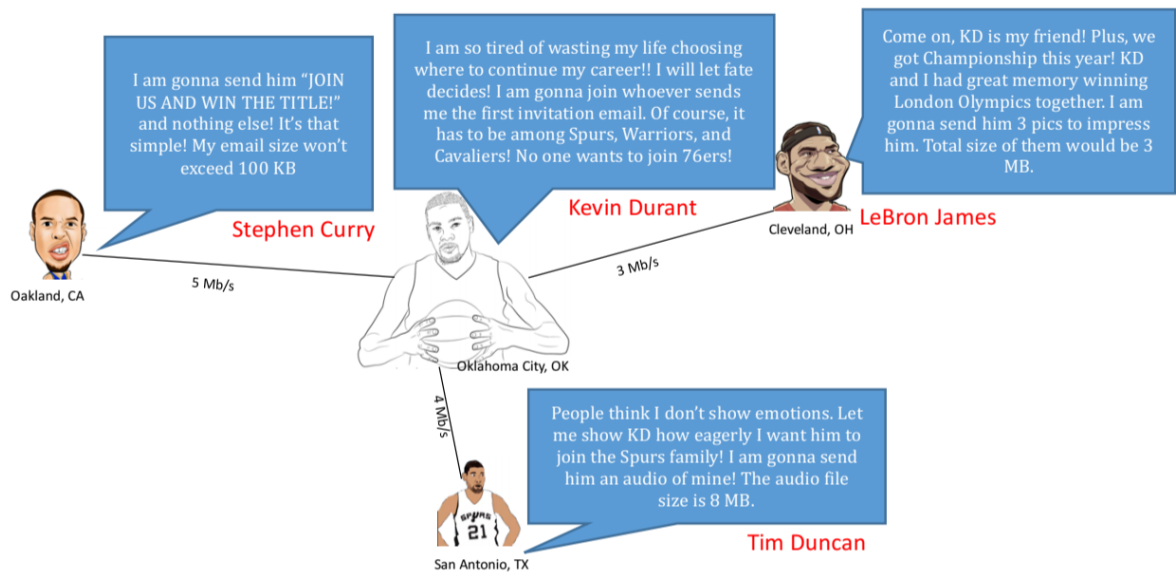 I am gonna send him “JOIN
US AND WIN THE TITLE!”
and nothing else! It’s that
simple! My email size won’t
exceed 100 KB
I am so tired of wasting my life choosing
where to continue my career!! I will let fate
decides! I am gonna join whoever sends
me the first invitation email. Of course, it
has to be among Spurs, Warriors, and
Cavaliers! No one wants to join 76ers!
Come on, KD is my friend! Plus, we
got Championship this year! KD
and I had great memory winning
London Olympics together. I am
gonna send him 3 pics to impress
him. Total size of them would be 3
MB.
Stephen Curry
Kevin Durant
LeBron James
Cleveland, OH
Oakland, CA
5 Mb/s
3 Mb/s
Oklahoma City, OK
4 Mb/s
People think I don’t show emotions. Let
me show KD how eagerly I want him to
join the Spurs family! I am gonna send
him an audio of mine! The audio file
size is 8 MB.
SPURS
21
Tim Duncan
San Antonio, TX